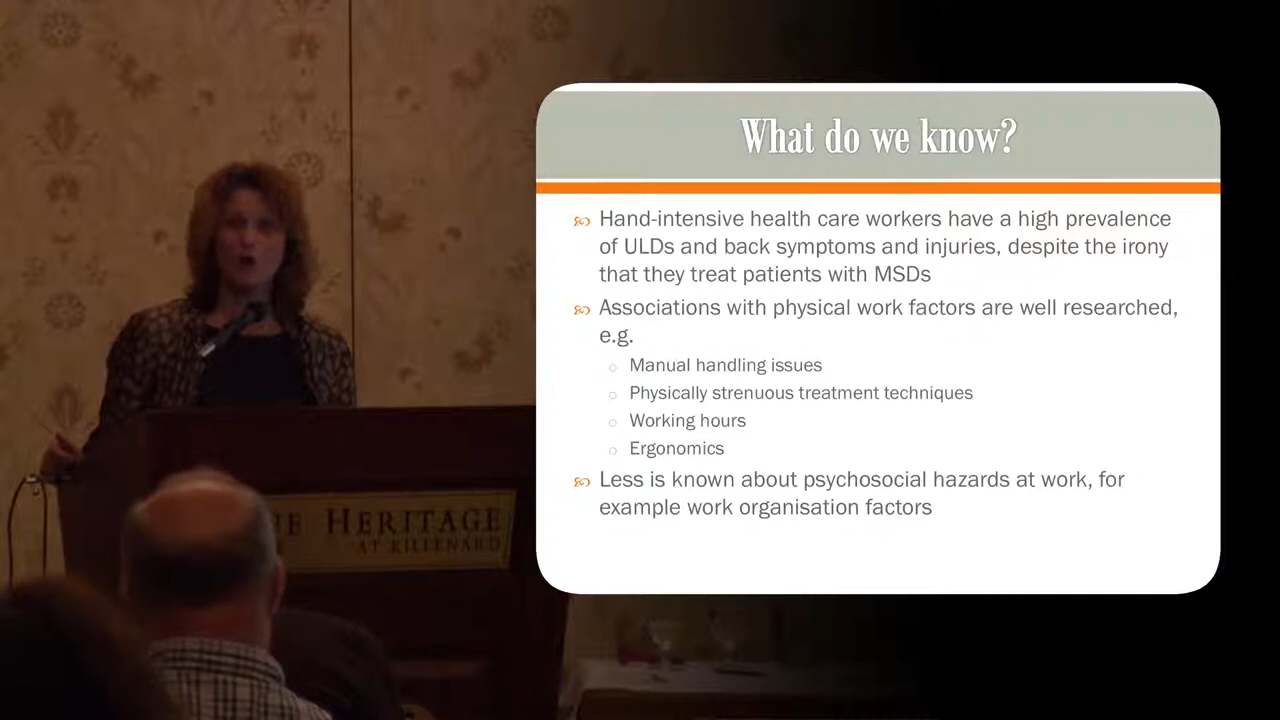 What do we know?
Hand-intensive health care workers have a high prevalence
of ULDs and back symptoms and injuries, despite the irony
that they treat patients with MSDs
Associations with physical work factors are well researched,
e.g.
Manual handling issues
Physically strenuous treatment techniques
Working hours
Ergonomics
Less is known about psychosocial hazards at work, for
example work organisation factors
HERITAGE
AT KILLENARD